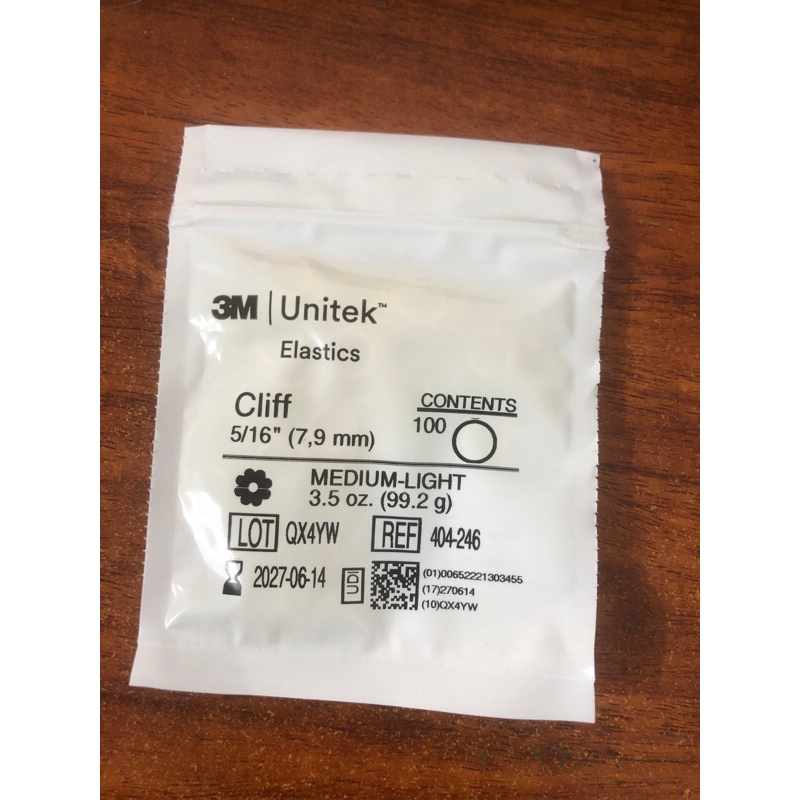 3M | Unitek™
Elastics
Cliff
5/16" (7,9 mm)
CONTENTS
100
MEDIUM-LIGHT
3.5 oz. (99.2 g)
LOT QX4YW REF 404-246
2027-06-14
UDI
(01)00652221303455
(17)270614
(10)QX4YW